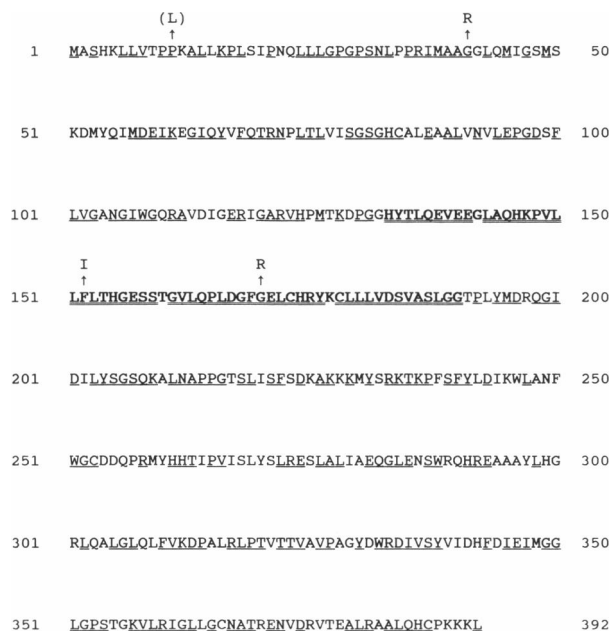 (L) R
↑ ↑
1 MASHKLLVTPPKALLKPLSIPNQLLLGPGPSNLPPRIMAAGGLQMIGSMS 50
51 KDMYQIMDEIKEGIQYVFQTRNPLTLVISGSGHCALEAALVNVLEPGDSF 100
101 LVGANGIWGQRAVDIGERIGARVHPMTKDPGGHYTLQEVEEGLAQHKPVL 150
I R
↑ ↑
151 LFLTHGESSTGVLQPLDGFGELCHRYKCLLLVDSVASLGGTPLYMDRQGI 200
201 DILYSGSQKALNAPPGTSLISFSDKAKKKMYSRKTKPFSFYLDIKWLANF 250
251 WGCDDQPRMYHHTIPVISLYSLRESLALIAEQGLENSWRQHREAAAYLHG 300
301 RLQALGLQLFVKDPALRLPTVTTVAVPAGYDWRDIVSYVIDHFDIEIMGG 350
351 LGPSTGKVLRIGLLGCNATRENVDRVTEALRAALQHCPKKKL 392